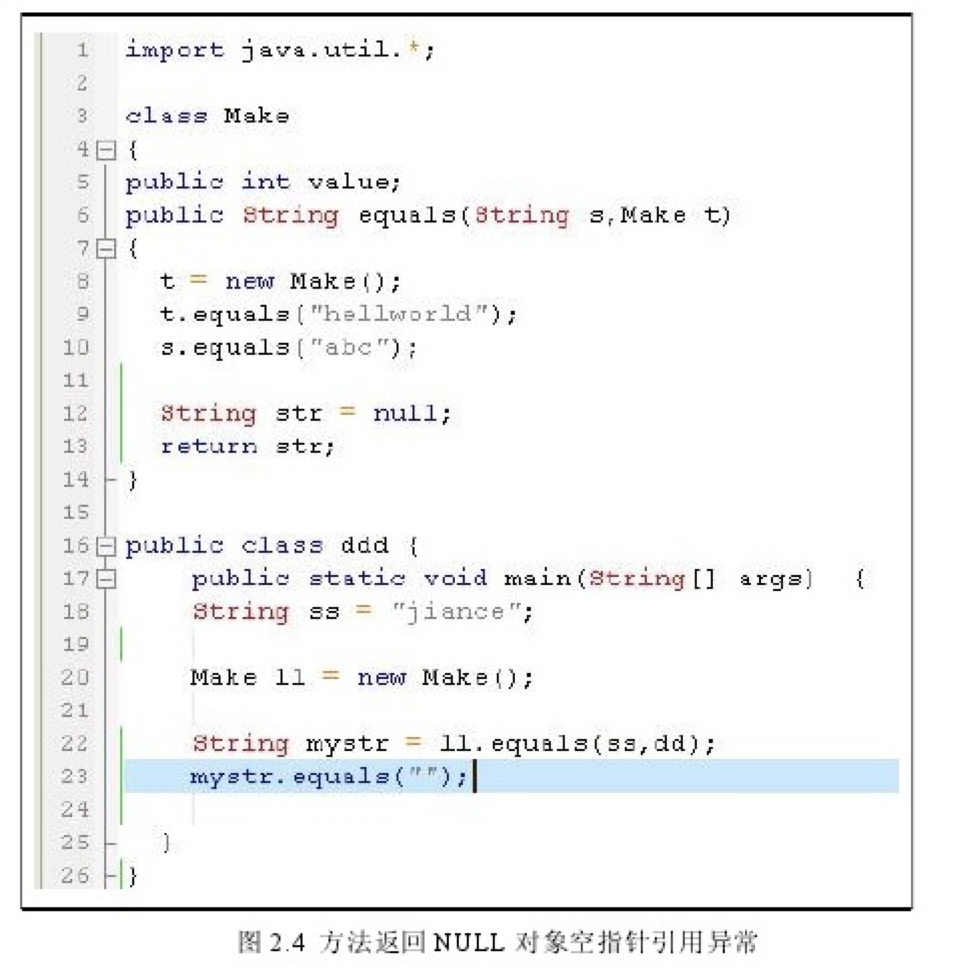 1 import java.util.*;
2
3 class Make
4 {
5 public int value;
6 public String equals(String s,Make t)
7 {
8 t = new Make();
9 t.equals("hellworld");
10 s.equals("abc");
11
12 String str = null;
13 return str;
14 }
15
16 public class ddd {
17 public static void main(String[] args) {
18 String ss = "jiance";
19
20 Make ll = new Make();
21
22 String mystr = ll.equals(ss,dd);
23 mystr.equals("");
24
25 }
26 }
图 2.4 方法返回 NULL 对象空指针引用异常